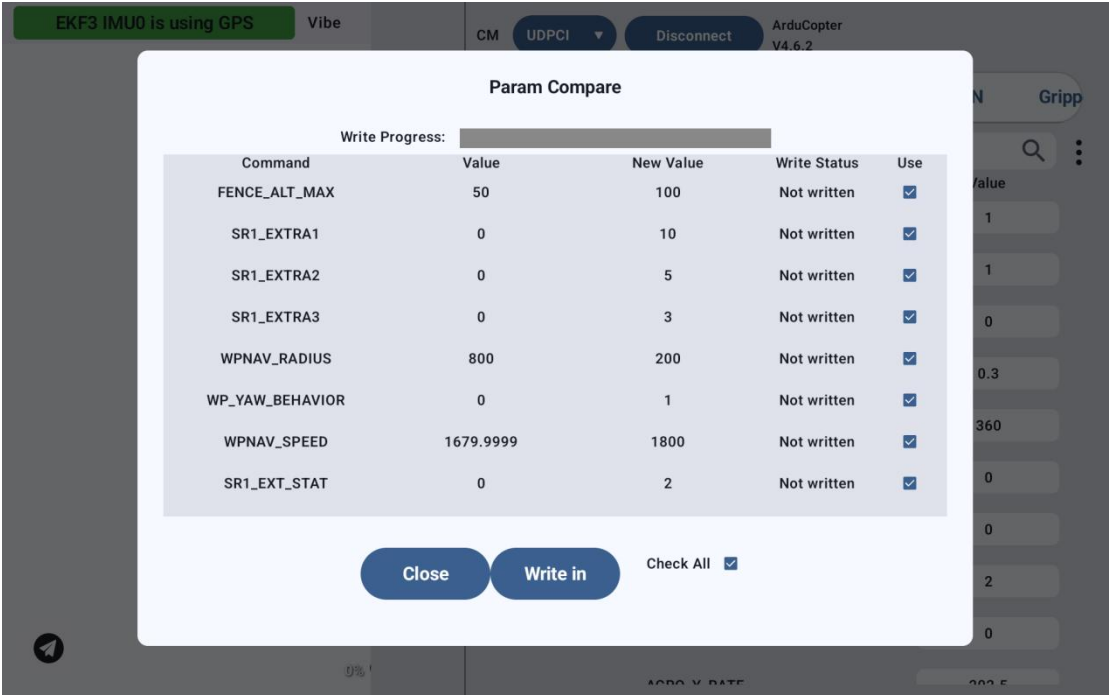 EKF3 IMU0 is using GPS Vibe
CM UDPCI Disconnect ArduCopter
V4.6.2
Param Compare
N Gripp
Write Progress:
Command Value New Value Write Status Use
FENCE_ALT_MAX 50 100 Not written
SR1_EXTRA1 0 10 Not written
SR1_EXTRA2 0 5 Not written
SR1_EXTRA3 0 3 Not written
WPNAV_RADIUS 800 200 Not written
WP_YAW_BEHAVIOR 0 1 Not written
WPNAV_SPEED 1679.9999 1800 Not written
SR1_EXT_STAT 0 2 Not written
Close Write in Check All
Value
1
1
0
0.3
360
0
0
2
0
0%